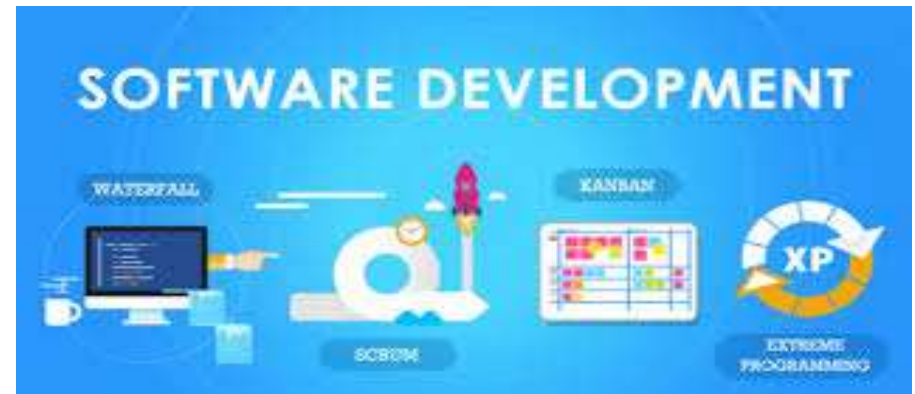 SOFTWARE DEVELOPMENT
WATERFALL
SCRUM
KANBAN
XP
EXTREME
PROGRAMMING